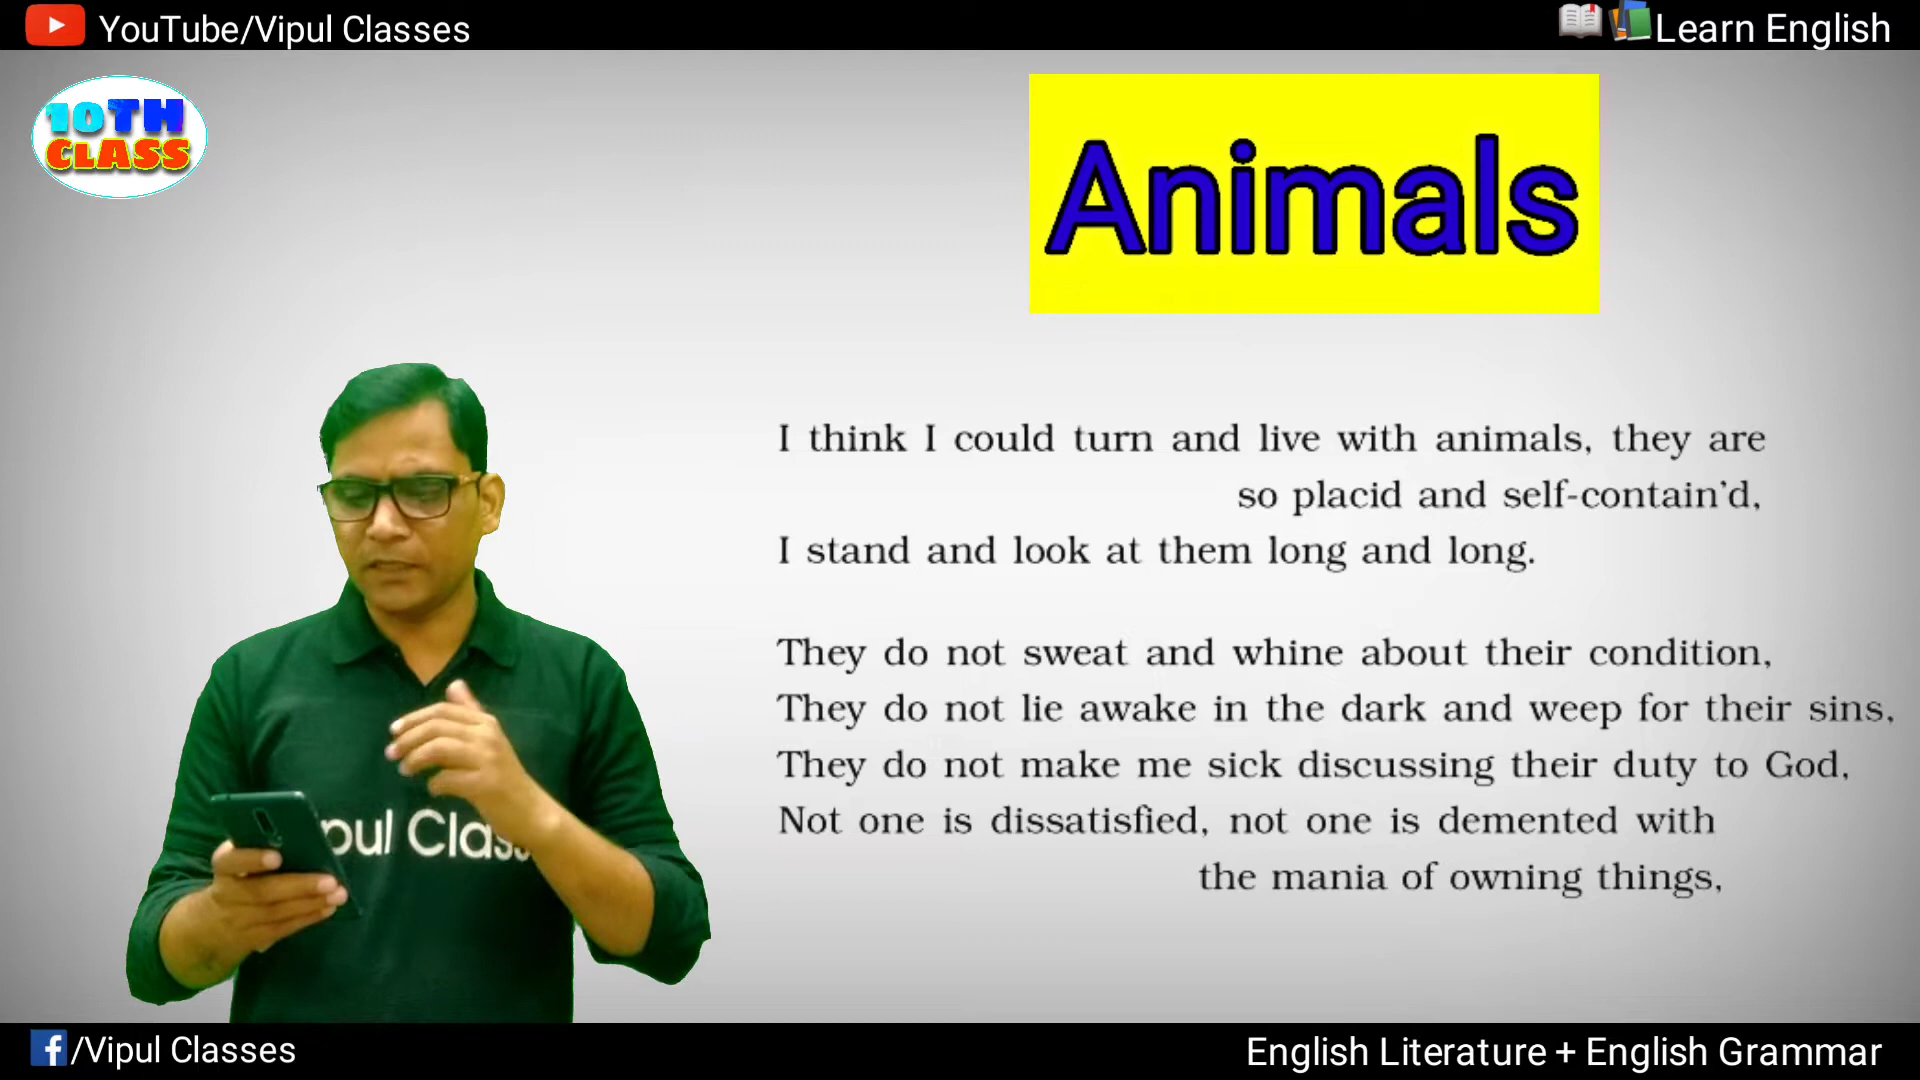 YouTube/Vipul Classes
Learn English
10TH
CLASS
Animals
I think I could turn and live with animals, they are
so placid and self-contain’d,
I stand and look at them long and long.
They do not sweat and whine about their condition,
They do not lie awake in the dark and weep for their sins,
They do not make me sick discussing their duty to God,
Not one is dissatisfied, not one is demented with
the mania of owning things,
pul Class
f/Vipul Classes
English Literature + English Grammar